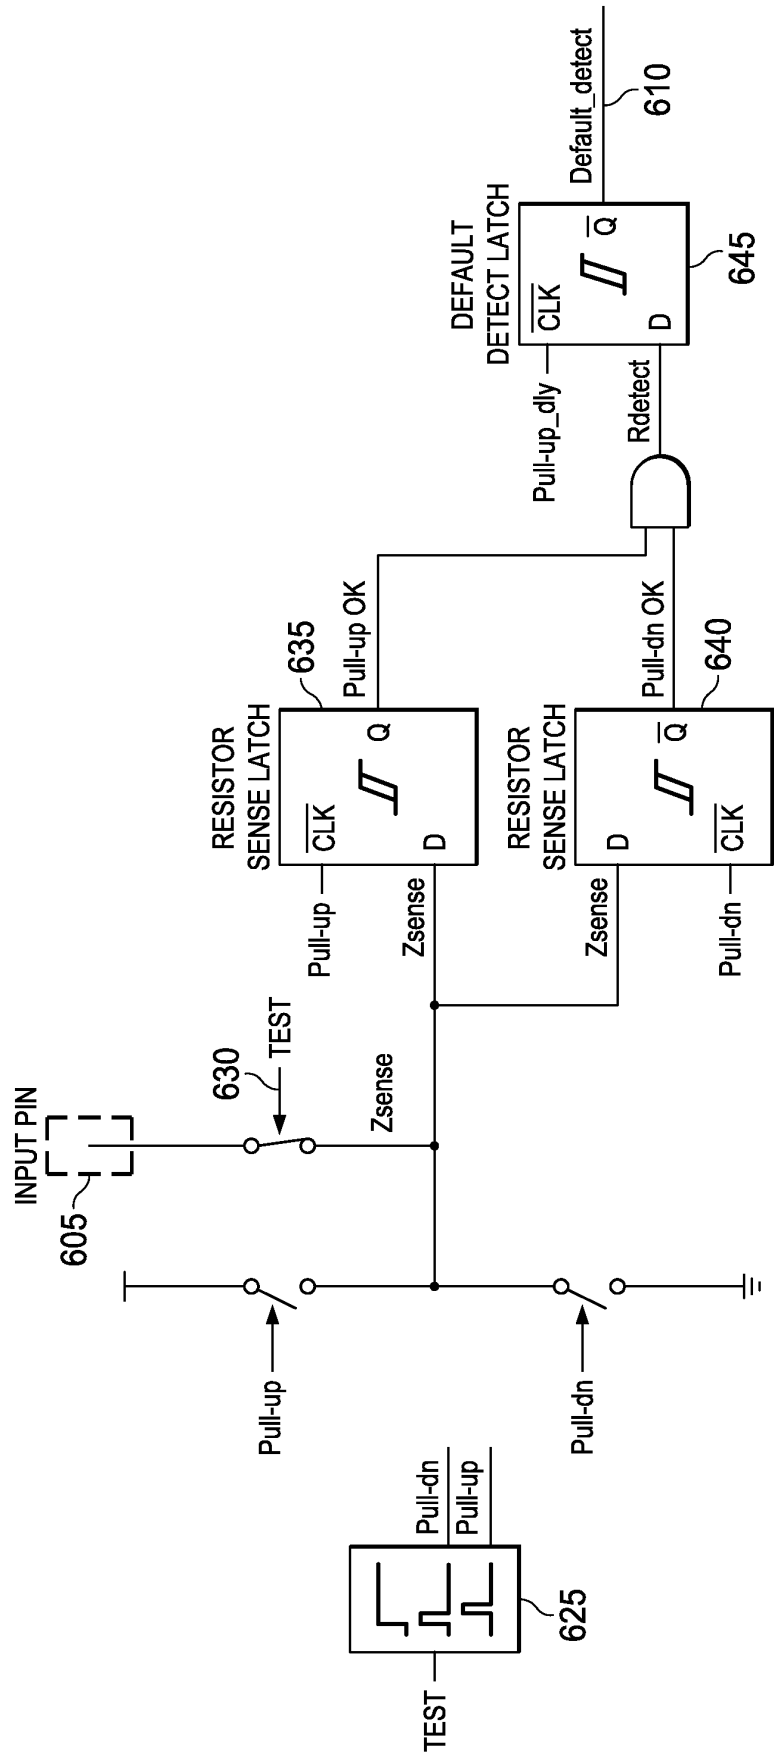 TEST
625
Pull-dn
Pull-up
Pull-up
Pull-dn
INPUT PIN
605
630
TEST
Zsense
RESISTOR
SENSE LATCH
635
Pull-up
CLK
Q
Zsense
D
Pull-up OK
RESISTOR
SENSE LATCH
640
Zsense
D
Q
Pull-dn
CLK
Pull-dn OK
DEFAULT
DETECT LATCH
Pull-up_dly
CLK
Q
Rdetect
D
645
Default_detect
610